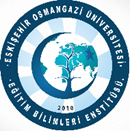 ESKİŞEHİR OSMANGAZİ ÜNİVERSİTESİ
EĞİTİM BİLİMLERİ ENSTİTÜSÜ
2010